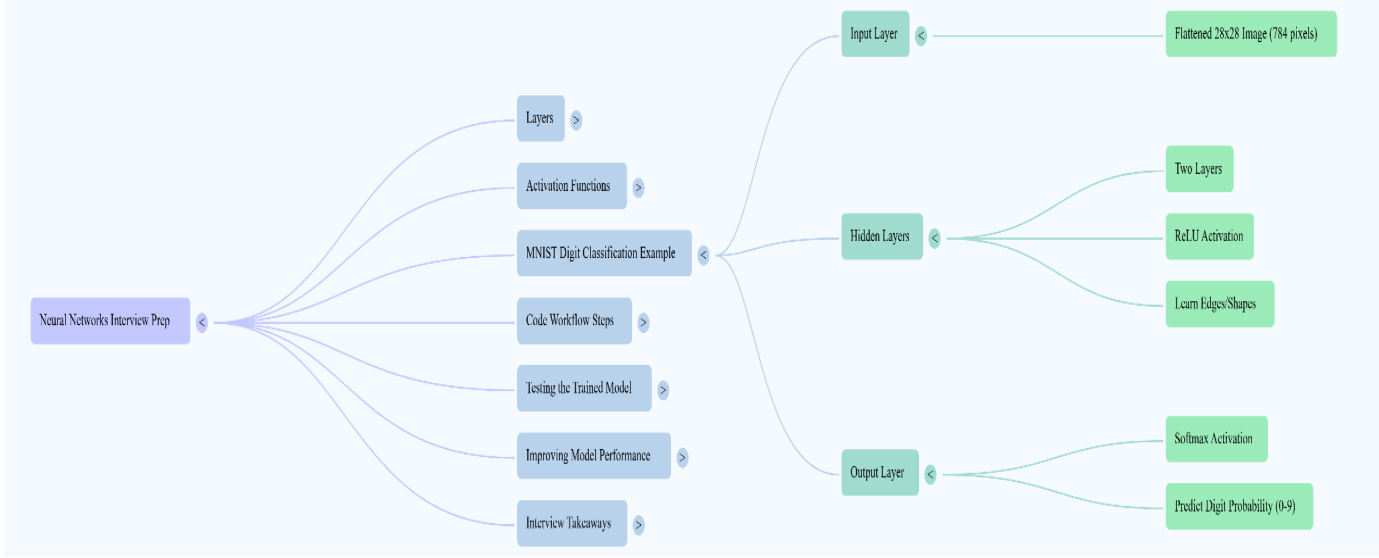 Neural Networks Interview Prep
<
Layers
>
Activation Functions
>
MNIST Digit Classification Example
<
Code Workflow Steps
>
Testing the Trained Model
>
Improving Model Performance
>
Interview Takeaways
>
Input Layer
<
Flattened 28x28 Image (784 pixels)
Hidden Layers
<
Two Layers
ReLU Activation
Learn Edges/Shapes
Output Layer
<
Softmax Activation
Predict Digit Probability (0-9)